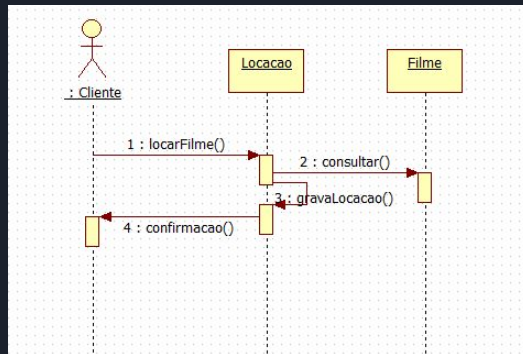 Locacao
Filme
: Cliente
1 : locarFilme()
2 : consultar()
3 : gravaLocacao()
4 : confirmacao()